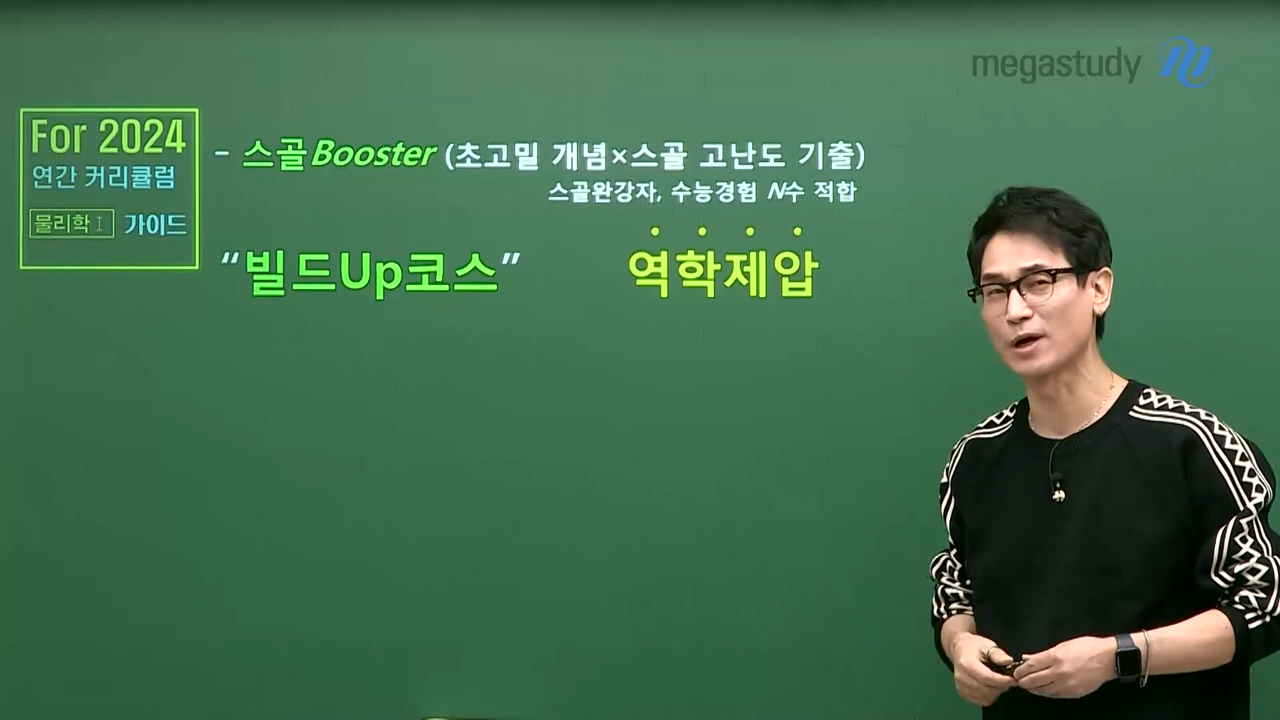 megastudy
For 2024
연간 커리큘럼
물리학 I 가이드
- 스골Booster (초고밀 개념×스골 고난도 기출)
스골완강자, 수능경험 N수 적합
“빌드Up코스” 역학제압